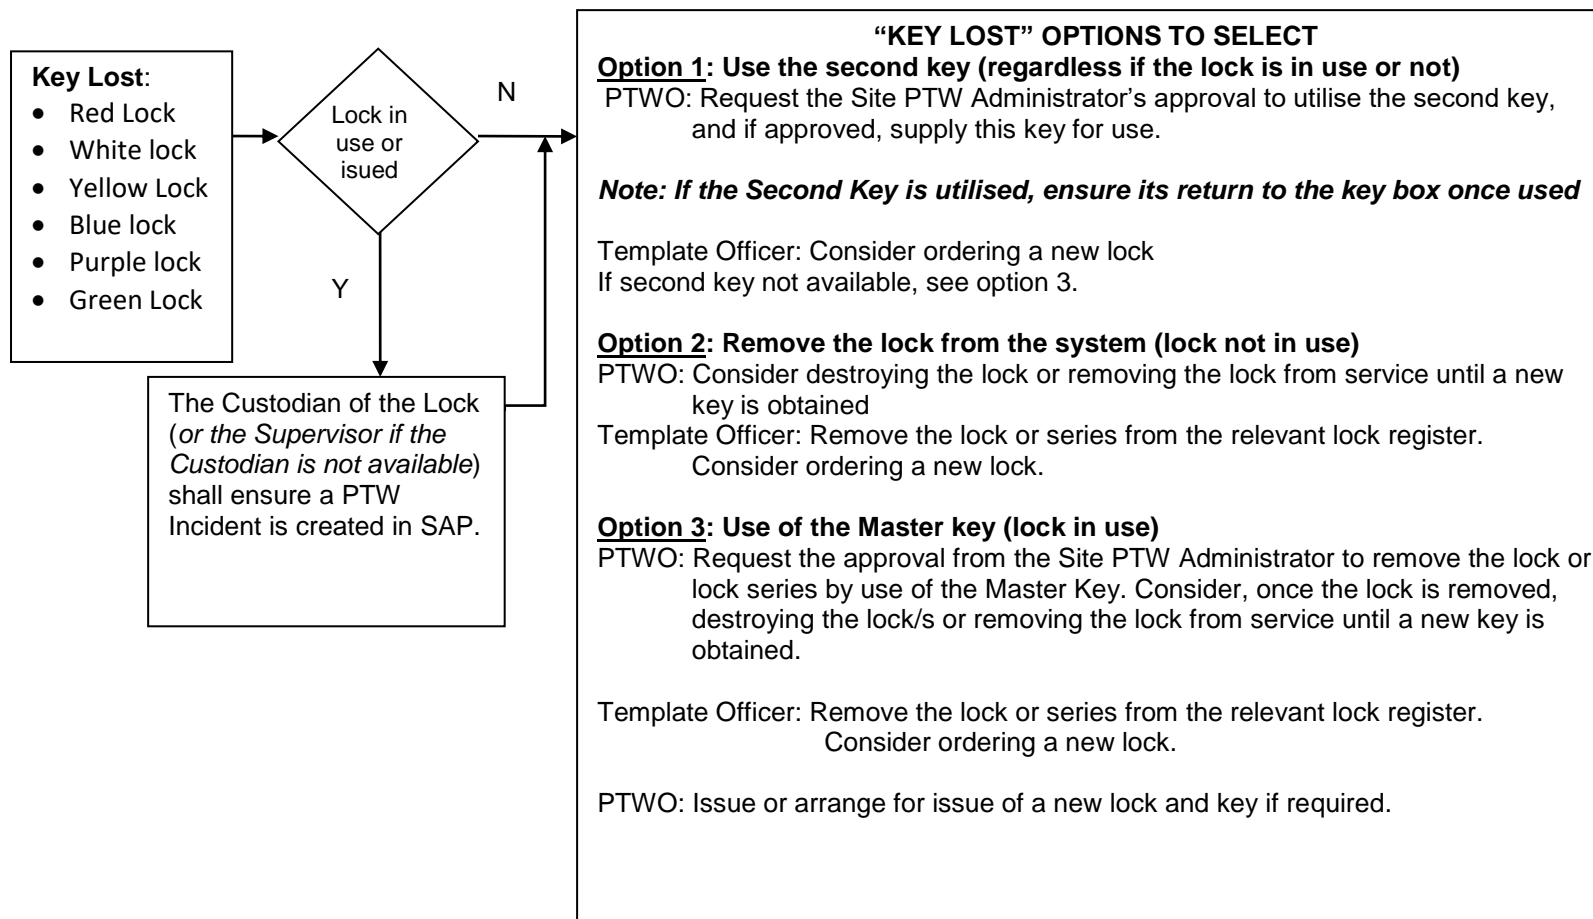 Key Lost:
• Red Lock
• White lock
• Yellow Lock
• Blue lock
• Purple lock
• Green Lock
Lock in
use or
isued
N
Y
The Custodian of the Lock
(or the Supervisor if the
Custodian is not available)
shall ensure a PTW
Incident is created in SAP.
“KEY LOST” OPTIONS TO SELECT
Option 1: Use the second key (regardless if the lock is in use or not)
PTWO: Request the Site PTW Administrator’s approval to utilise the second key,
and if approved, supply this key for use.
Note: If the Second Key is utilised, ensure its return to the key box once used
Template Officer: Consider ordering a new lock
If second key not available, see option 3.
Option 2: Remove the lock from the system (lock not in use)
PTWO: Consider destroying the lock or removing the lock from service until a new
key is obtained
Template Officer: Remove the lock or series from the relevant lock register.
Consider ordering a new lock.
Option 3: Use of the Master key (lock in use)
PTWO: Request the approval from the Site PTW Administrator to remove the lock or
lock series by use of the Master Key. Consider, once the lock is removed,
destroying the lock/s or removing the lock from service until a new key is
obtained.
Template Officer: Remove the lock or series from the relevant lock register.
Consider ordering a new lock.
PTWO: Issue or arrange for issue of a new lock and key if required.